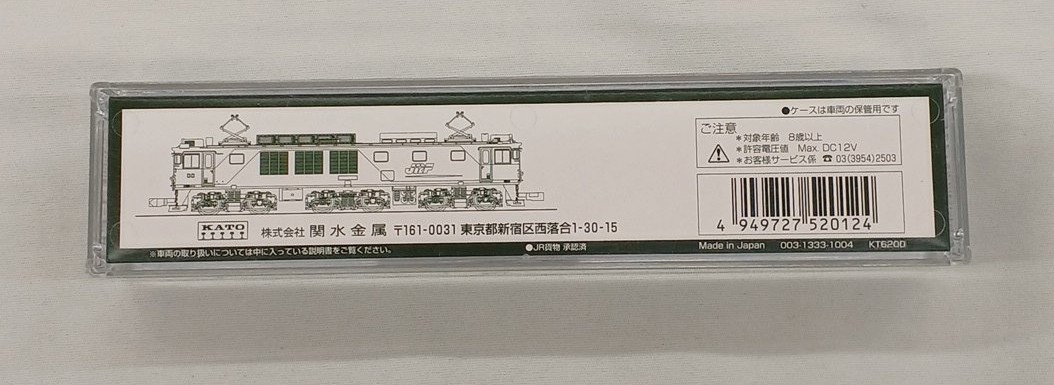 ●ケースは車両の保管用です
ご注意
＊対象年齢 8歳以上
＊許容電圧値 Max. DC12V
＊お客様サービス係 ☎ 03(3954)2503
JRF
KATO
株式会社 関水金属 〒161-0031 東京都新宿区西落合1-30-15
4 949727 520124
※車両の取り扱いについては中に入っている説明書をご覧ください。
●JR貨物 承認済
Made in Japan 003-1333-1004 KT620D